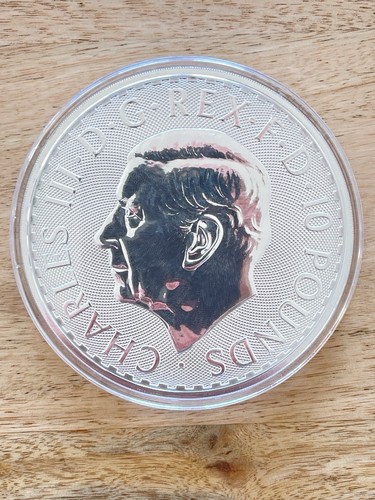 CHARLES III · D · G · REX · F · D · 10 POUNDS ·